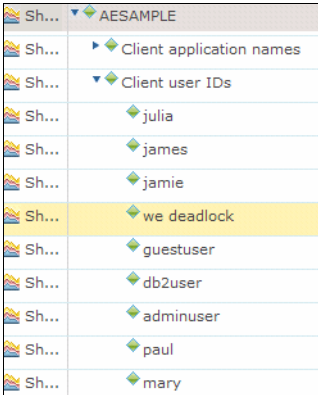 Sh... AESAMPLE
Sh... Client application names
Sh... Client user IDs
Sh... julia
Sh... james
Sh... jamie
Sh... we deadlock
Sh... guestuser
Sh... db2user
Sh... adminuser
Sh... paul
Sh... mary